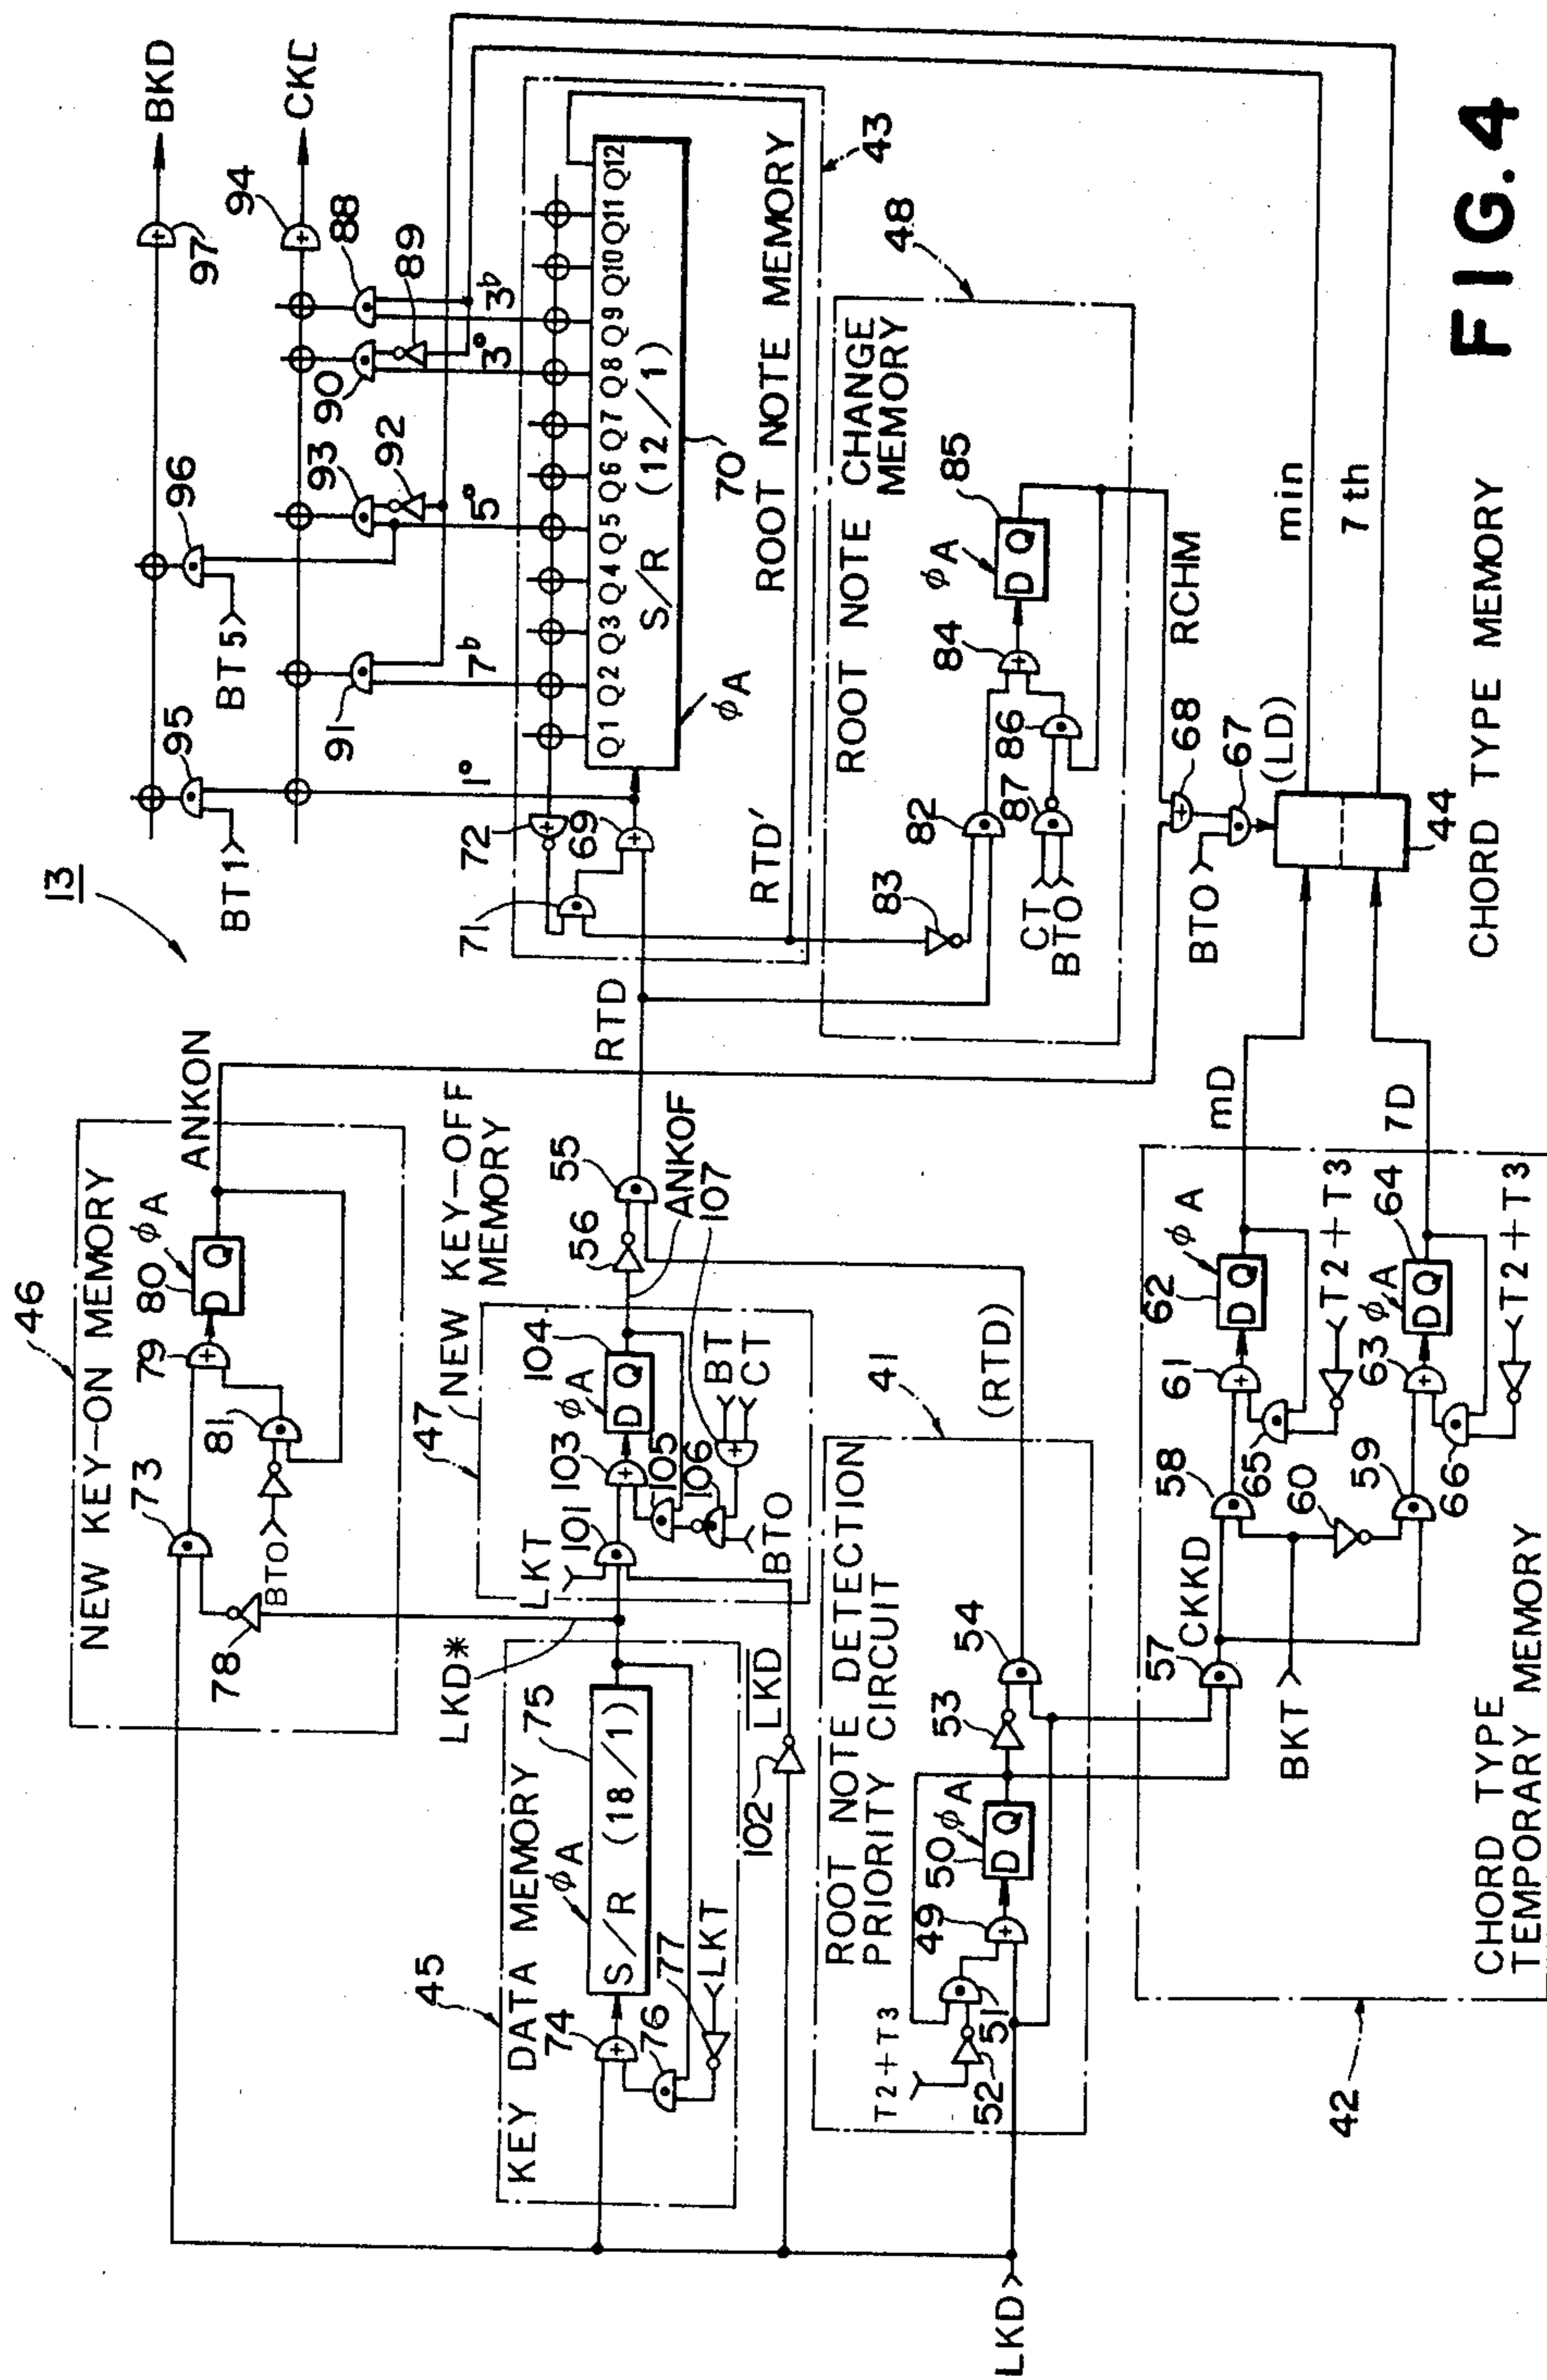 13
46
NEW KEY-ON MEMORY
73
79
80
φA
D Q
ANKON
81
BTO
78
LKD*
45
KEY DATA MEMORY
φA
S/R (18/1)
75
74
76
77
LKT
102
LKD
47
NEW KEY-OFF
MEMORY
LKT
101
103
φA
104
D Q
105
106
BTO
BT
CT
107
ANKOF
56
55
RTD
ROOT NOTE DETECTION
PRIORITY CIRCUIT
41
T2+T3
52
51
49
50
φA
D Q
53
54
(RTD)
LKD
42
CHORD TYPE
TEMPORARY MEMORY
57
CKKD
BKT
58
60
59
61
62
φA
D Q
65
T2+T3
63
φA
64
D Q
66
T2+T3
mD
7D
BT1
95
BT5
96
97
BKD
94
CKD
91
7♭
93
92
5°
90
89
3°
88
3♭
1°
72
69
71
Q1 Q2 Q3 Q4 Q5 Q6 Q7 Q8 Q9 Q10 Q11 Q12
S/R (12/1)
φA
70
ROOT NOTE MEMORY
43
RTD'
ROOT NOTE CHANGE
MEMORY
48
83
82
84
φA
85
D Q
86
87
CT
BTO
RCHM
68
67
BTO
(LD)
44
min
7 th
CHORD TYPE MEMORY
FIG.4